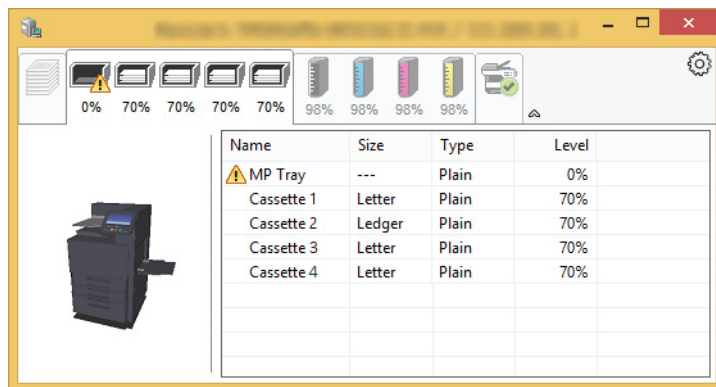 0% 70% 70% 70% 70% 98% 98% 98% 98%
Name Size Type Level
MP Tray --- Plain 0%
Cassette 1 Letter Plain 70%
Cassette 2 Ledger Plain 70%
Cassette 3 Letter Plain 70%
Cassette 4 Letter Plain 70%